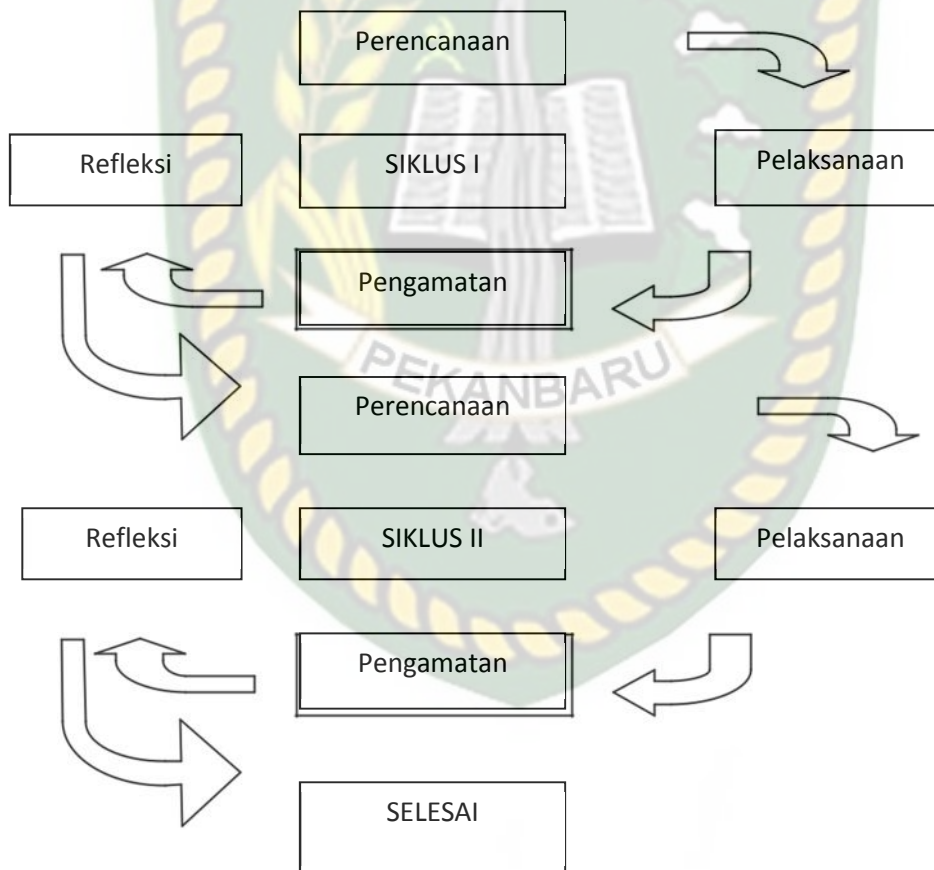 Perencanaan
Refleksi
SIKLUS I
Pelaksanaan
Pengamatan
PEKANBARU
Perencanaan
Refleksi
SIKLUS II
Pelaksanaan
Pengamatan
SELESAI